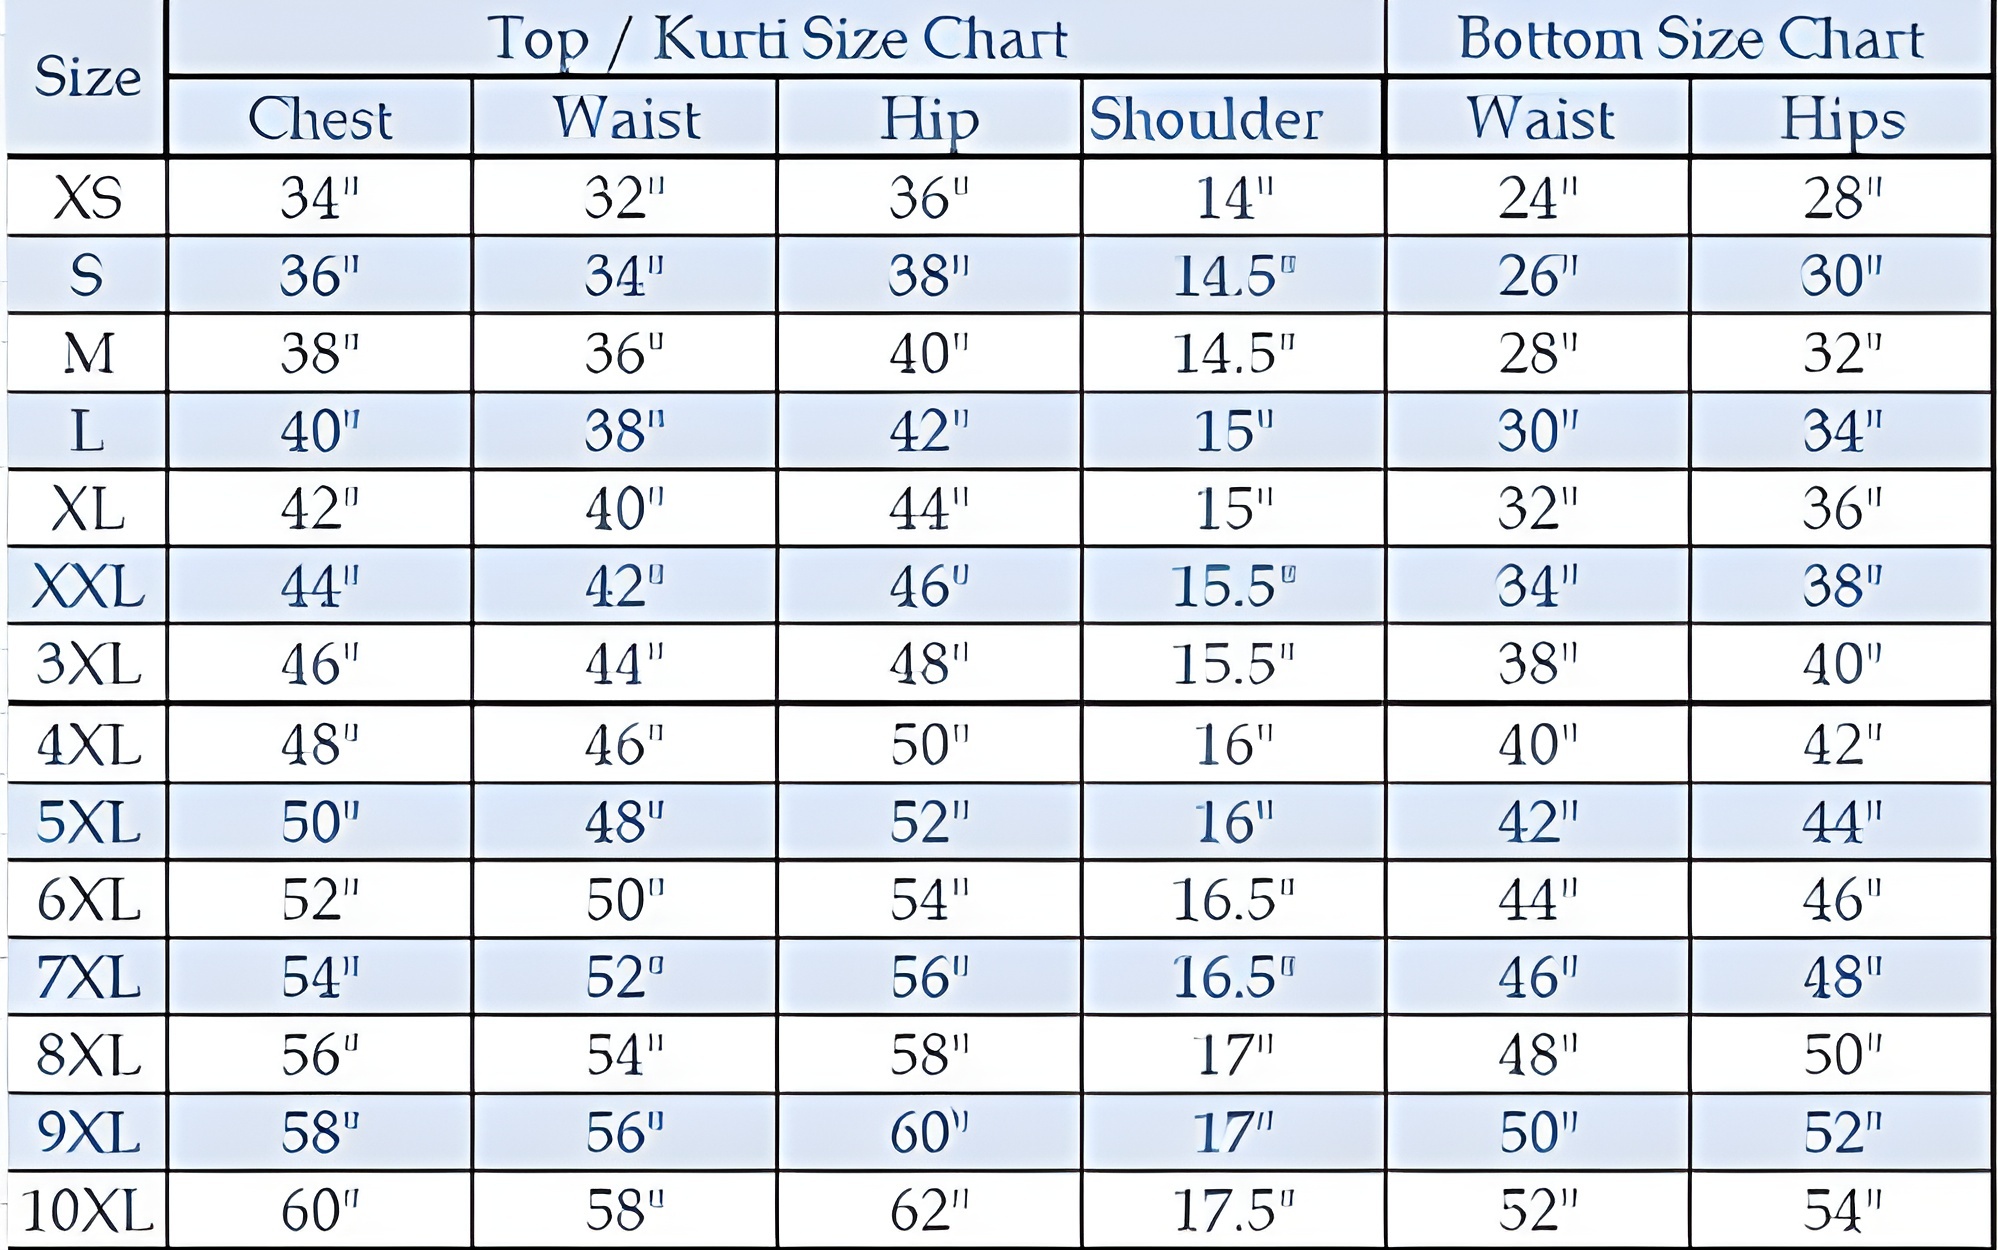 Size Top / Kurti Size Chart Bottom Size Chart
Chest Waist Hip Shoulder Waist Hips
XS 34" 32" 36" 14" 24" 28"
S 36" 34" 38" 14.5" 26" 30"
M 38" 36" 40" 14.5" 28" 32"
L 40" 38" 42" 15" 30" 34"
XL 42" 40" 44" 15" 32" 36"
XXL 44" 42" 46" 15.5" 34" 38"
3XL 46" 44" 48" 15.5" 38" 40"
4XL 48" 46" 50" 16" 40" 42"
5XL 50" 48" 52" 16" 42" 44"
6XL 52" 50" 54" 16.5" 44" 46"
7XL 54" 52" 56" 16.5" 46" 48"
8XL 56" 54" 58" 17" 48" 50"
9XL 58" 56" 60" 17" 50" 52"
10XL 60" 58" 62" 17.5" 52" 54"